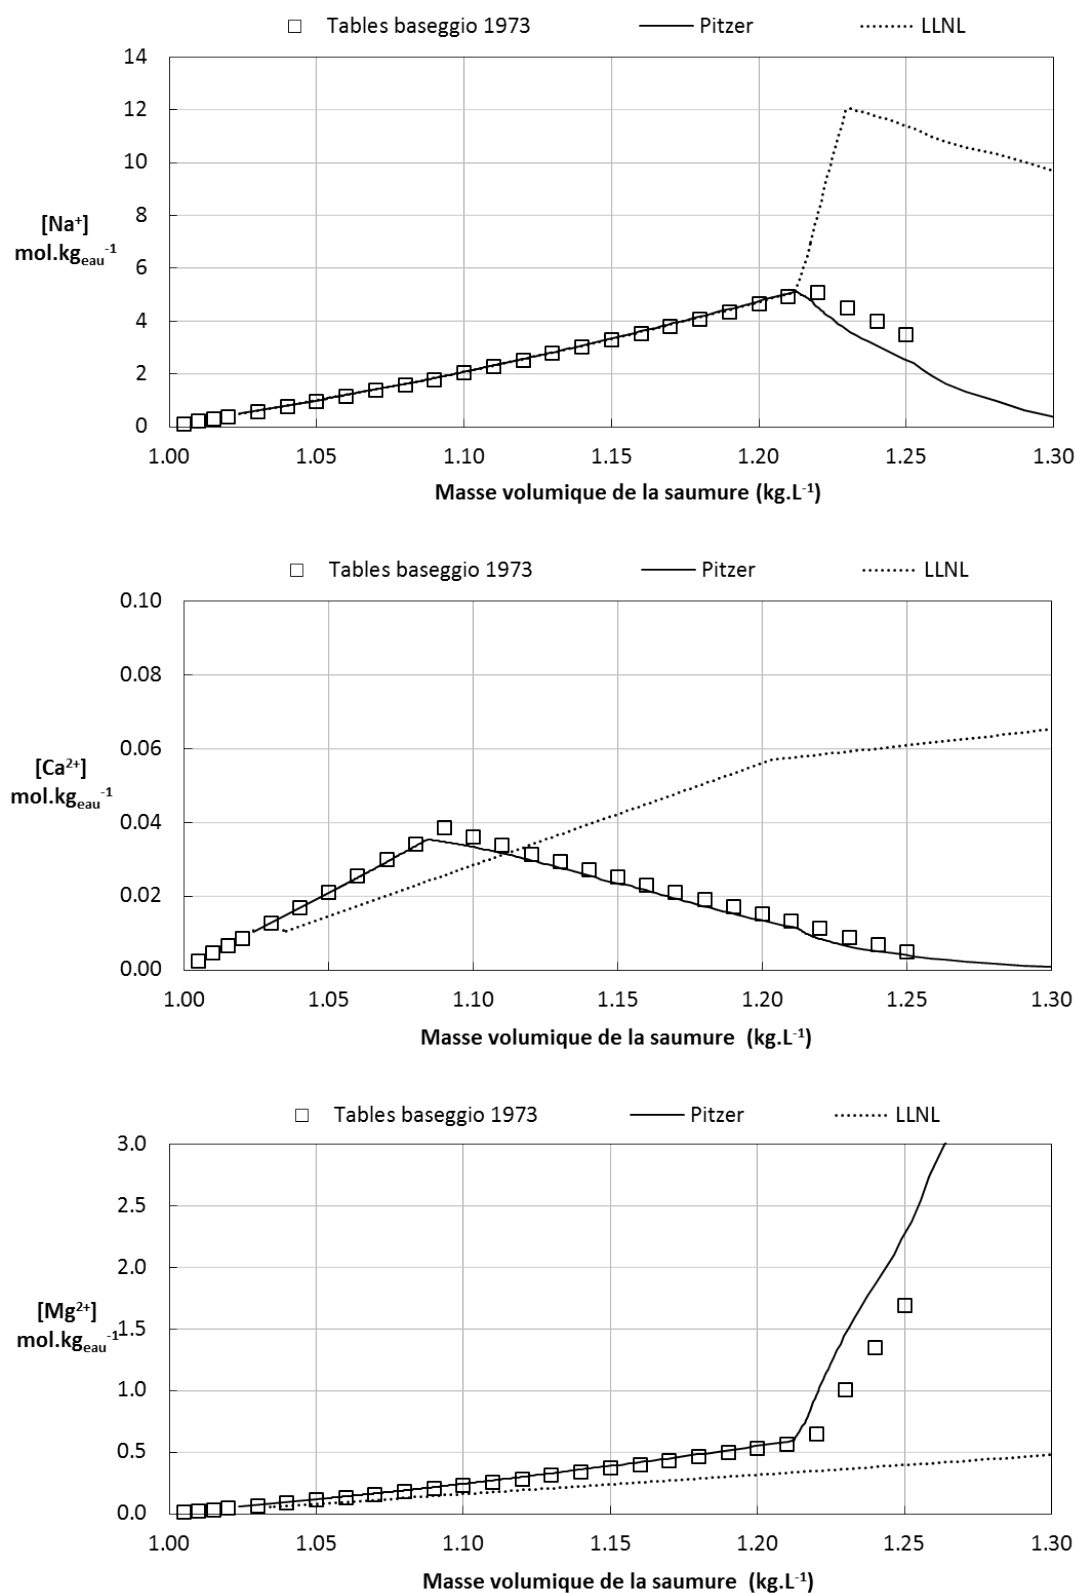 Tables baseggio 1973 Pitzer LLNL
14
12
10
8
[Na⁺]
mol.kgeau⁻¹
6
4
2
0
1.00 1.05 1.10 1.15 1.20 1.25 1.30
Masse volumique de la saumure (kg.L⁻¹)
Tables baseggio 1973 Pitzer LLNL
0.10
0.08
0.06
[Ca²⁺]
mol.kgeau⁻¹
0.04
0.02
0.00
1.00 1.05 1.10 1.15 1.20 1.25 1.30
Masse volumique de la saumure (kg.L⁻¹)
Tables baseggio 1973 Pitzer LLNL
3.0
2.5
2.0
[Mg²⁺]
mol.kgeau⁻¹
1.5
1.0
0.5
0.0
1.00 1.05 1.10 1.15 1.20 1.25 1.30
Masse volumique de la saumure (kg.L⁻¹)